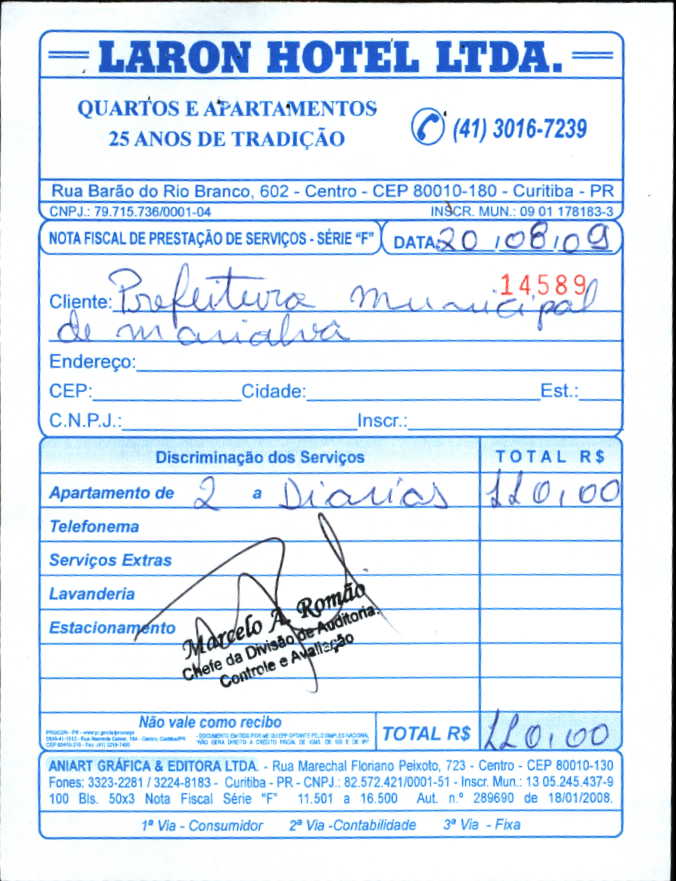 LARON HOTEL LTDA.
QUARTOS E APARTAMENTOS
25 ANOS DE TRADIÇÃO
(41) 3016-7239
Rua Barão do Rio Branco, 602 - Centro - CEP 80010-180 - Curitiba - PR
CNPJ.: 79.715.736/0001-04 INSCR. MUN.: 09 01 178183-3
NOTA FISCAL DE PRESTAÇÃO DE SERVIÇOS - SÉRIE "F" DATA: 20/08/09
14,589
Cliente: Prefeitura Municipal
de Marialva
Endereço:
CEP: Cidade: Est.:
C.N.P.J.: Inscr.:
Discriminação dos Serviços TOTAL R$
Apartamento de 2 a Diarias 110,00
Telefonema
Serviços Extras
Lavanderia
Estacionamento
Marcelo A. Romão
Chefe da Divisão de Auditoria.
Controle e Avaliação
Não vale como recibo
TOTAL R$ 110,00
ANIART GRÁFICA & EDITORA LTDA. - Rua Marechal Floriano Peixoto, 723 - Centro - CEP 80010-130
Fones: 3323-2281 / 3224-8183 - Curitiba - PR - CNPJ.: 82.572.421/0001-51 - Inscr. Mun.: 13 05.245.437-9
100 Bls. 50x3 Nota Fiscal Série "F" 11.501 a 16.500 Aut. n.º 289690 de 18/01/2008.
1ª Via - Consumidor 2ª Via -Contabilidade 3ª Via - Fixa